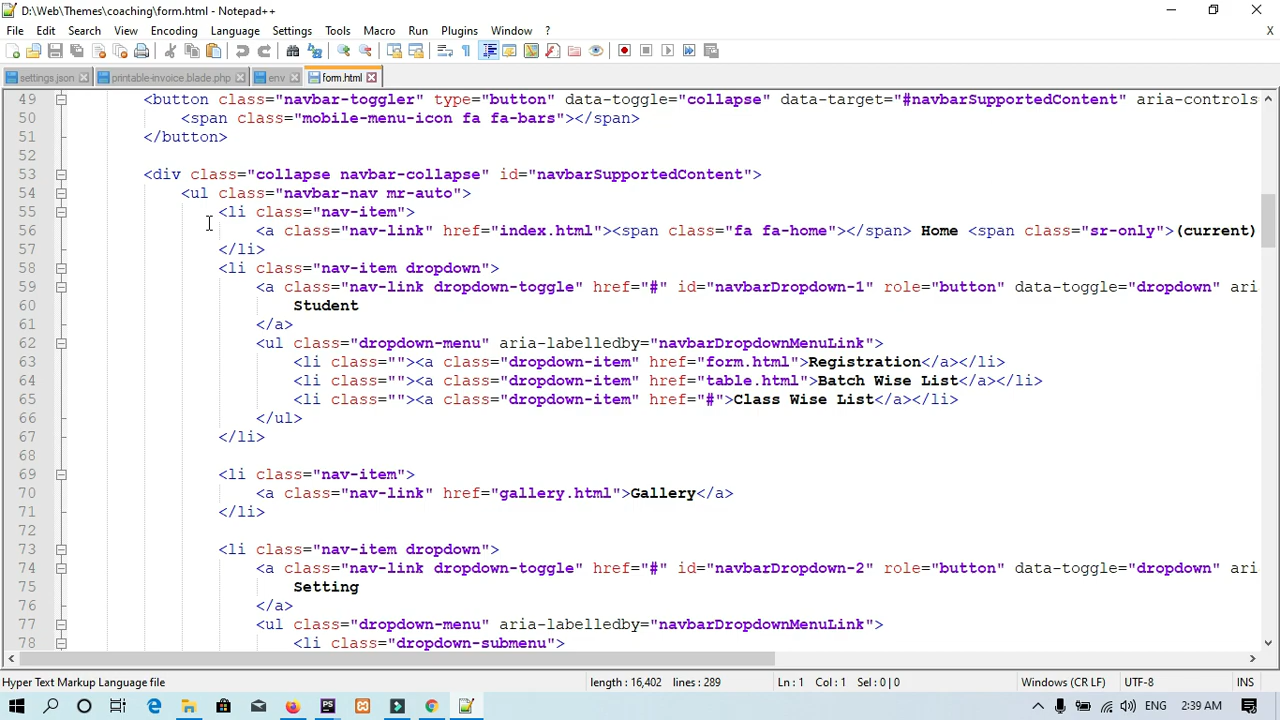 D:\Web\Themes\coaching\form.html - Notepad++
File Edit Search View Encoding Language Settings Tools Macro Run Plugins Window ? X
settings.json printable-invoice.blade.php env form.html
49 <button class="navbar-toggler" type="button" data-toggle="collapse" data-target="#navbarSupportedContent" aria-controls
50 <span class="mobile-menu-icon fa fa-bars"></span>
51 </button>
52
53 <div class="collapse navbar-collapse" id="navbarSupportedContent">
54 <ul class="navbar-nav mr-auto">
55 <li class="nav-item">
56 <a class="nav-link" href="index.html"><span class="fa fa-home"></span> Home <span class="sr-only">(current)
57 </li>
58 <li class="nav-item dropdown">
59 <a class="nav-link dropdown-toggle" href="#" id="navbarDropdown-1" role="button" data-toggle="dropdown" ari
60 Student
61 </a>
62 <ul class="dropdown-menu" aria-labelledby="navbarDropdownMenuLink">
63 <li class=""><a class="dropdown-item" href="form.html">Registration</a></li>
64 <li class=""><a class="dropdown-item" href="table.html">Batch Wise List</a></li>
65 <li class=""><a class="dropdown-item" href="#">Class Wise List</a></li>
66 </ul>
67 </li>
68
69 <li class="nav-item">
70 <a class="nav-link" href="gallery.html">Gallery</a>
71 </li>
72
73 <li class="nav-item dropdown">
74 <a class="nav-link dropdown-toggle" href="#" id="navbarDropdown-2" role="button" data-toggle="dropdown" ari
75 Setting
76 </a>
77 <ul class="dropdown-menu" aria-labelledby="navbarDropdownMenuLink">
78 <li class="dropdown-submenu">
Hyper Text Markup Language file length : 16,402 lines : 289 Ln : 1 Col : 1 Sel : 0 | 0 Windows (CR LF) UTF-8 INS
ENG 2:39 AM